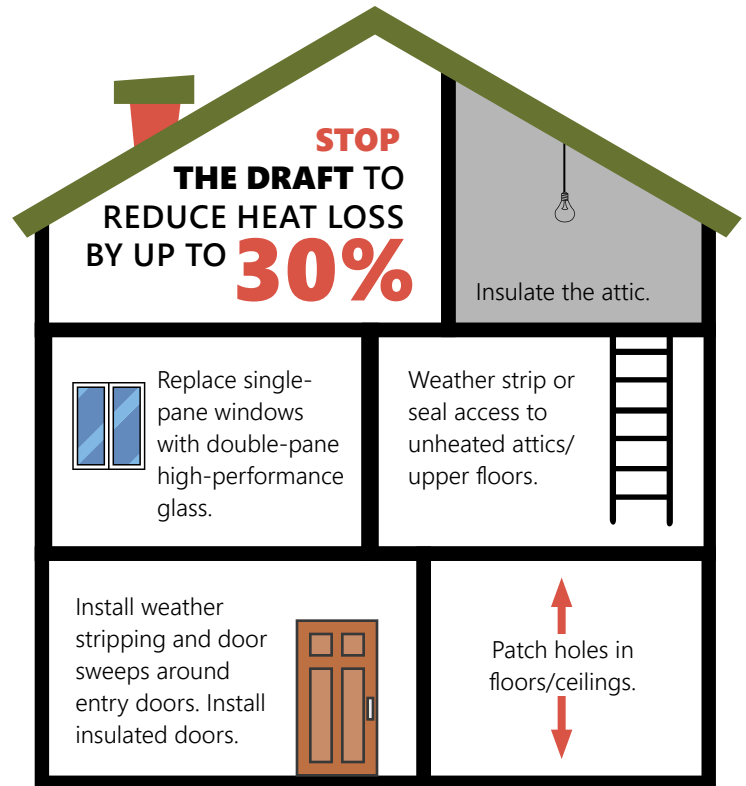 STOP
THE DRAFT TO
REDUCE HEAT LOSS
BY UP TO 30%
Insulate the attic.
Replace single-
pane windows
with double-pane
high-performance
glass.
Weather strip or
seal access to
unheated attics/
upper floors.
Install weather
stripping and door
sweeps around
entry doors. Install
insulated doors.
Patch holes in
floors/ceilings.